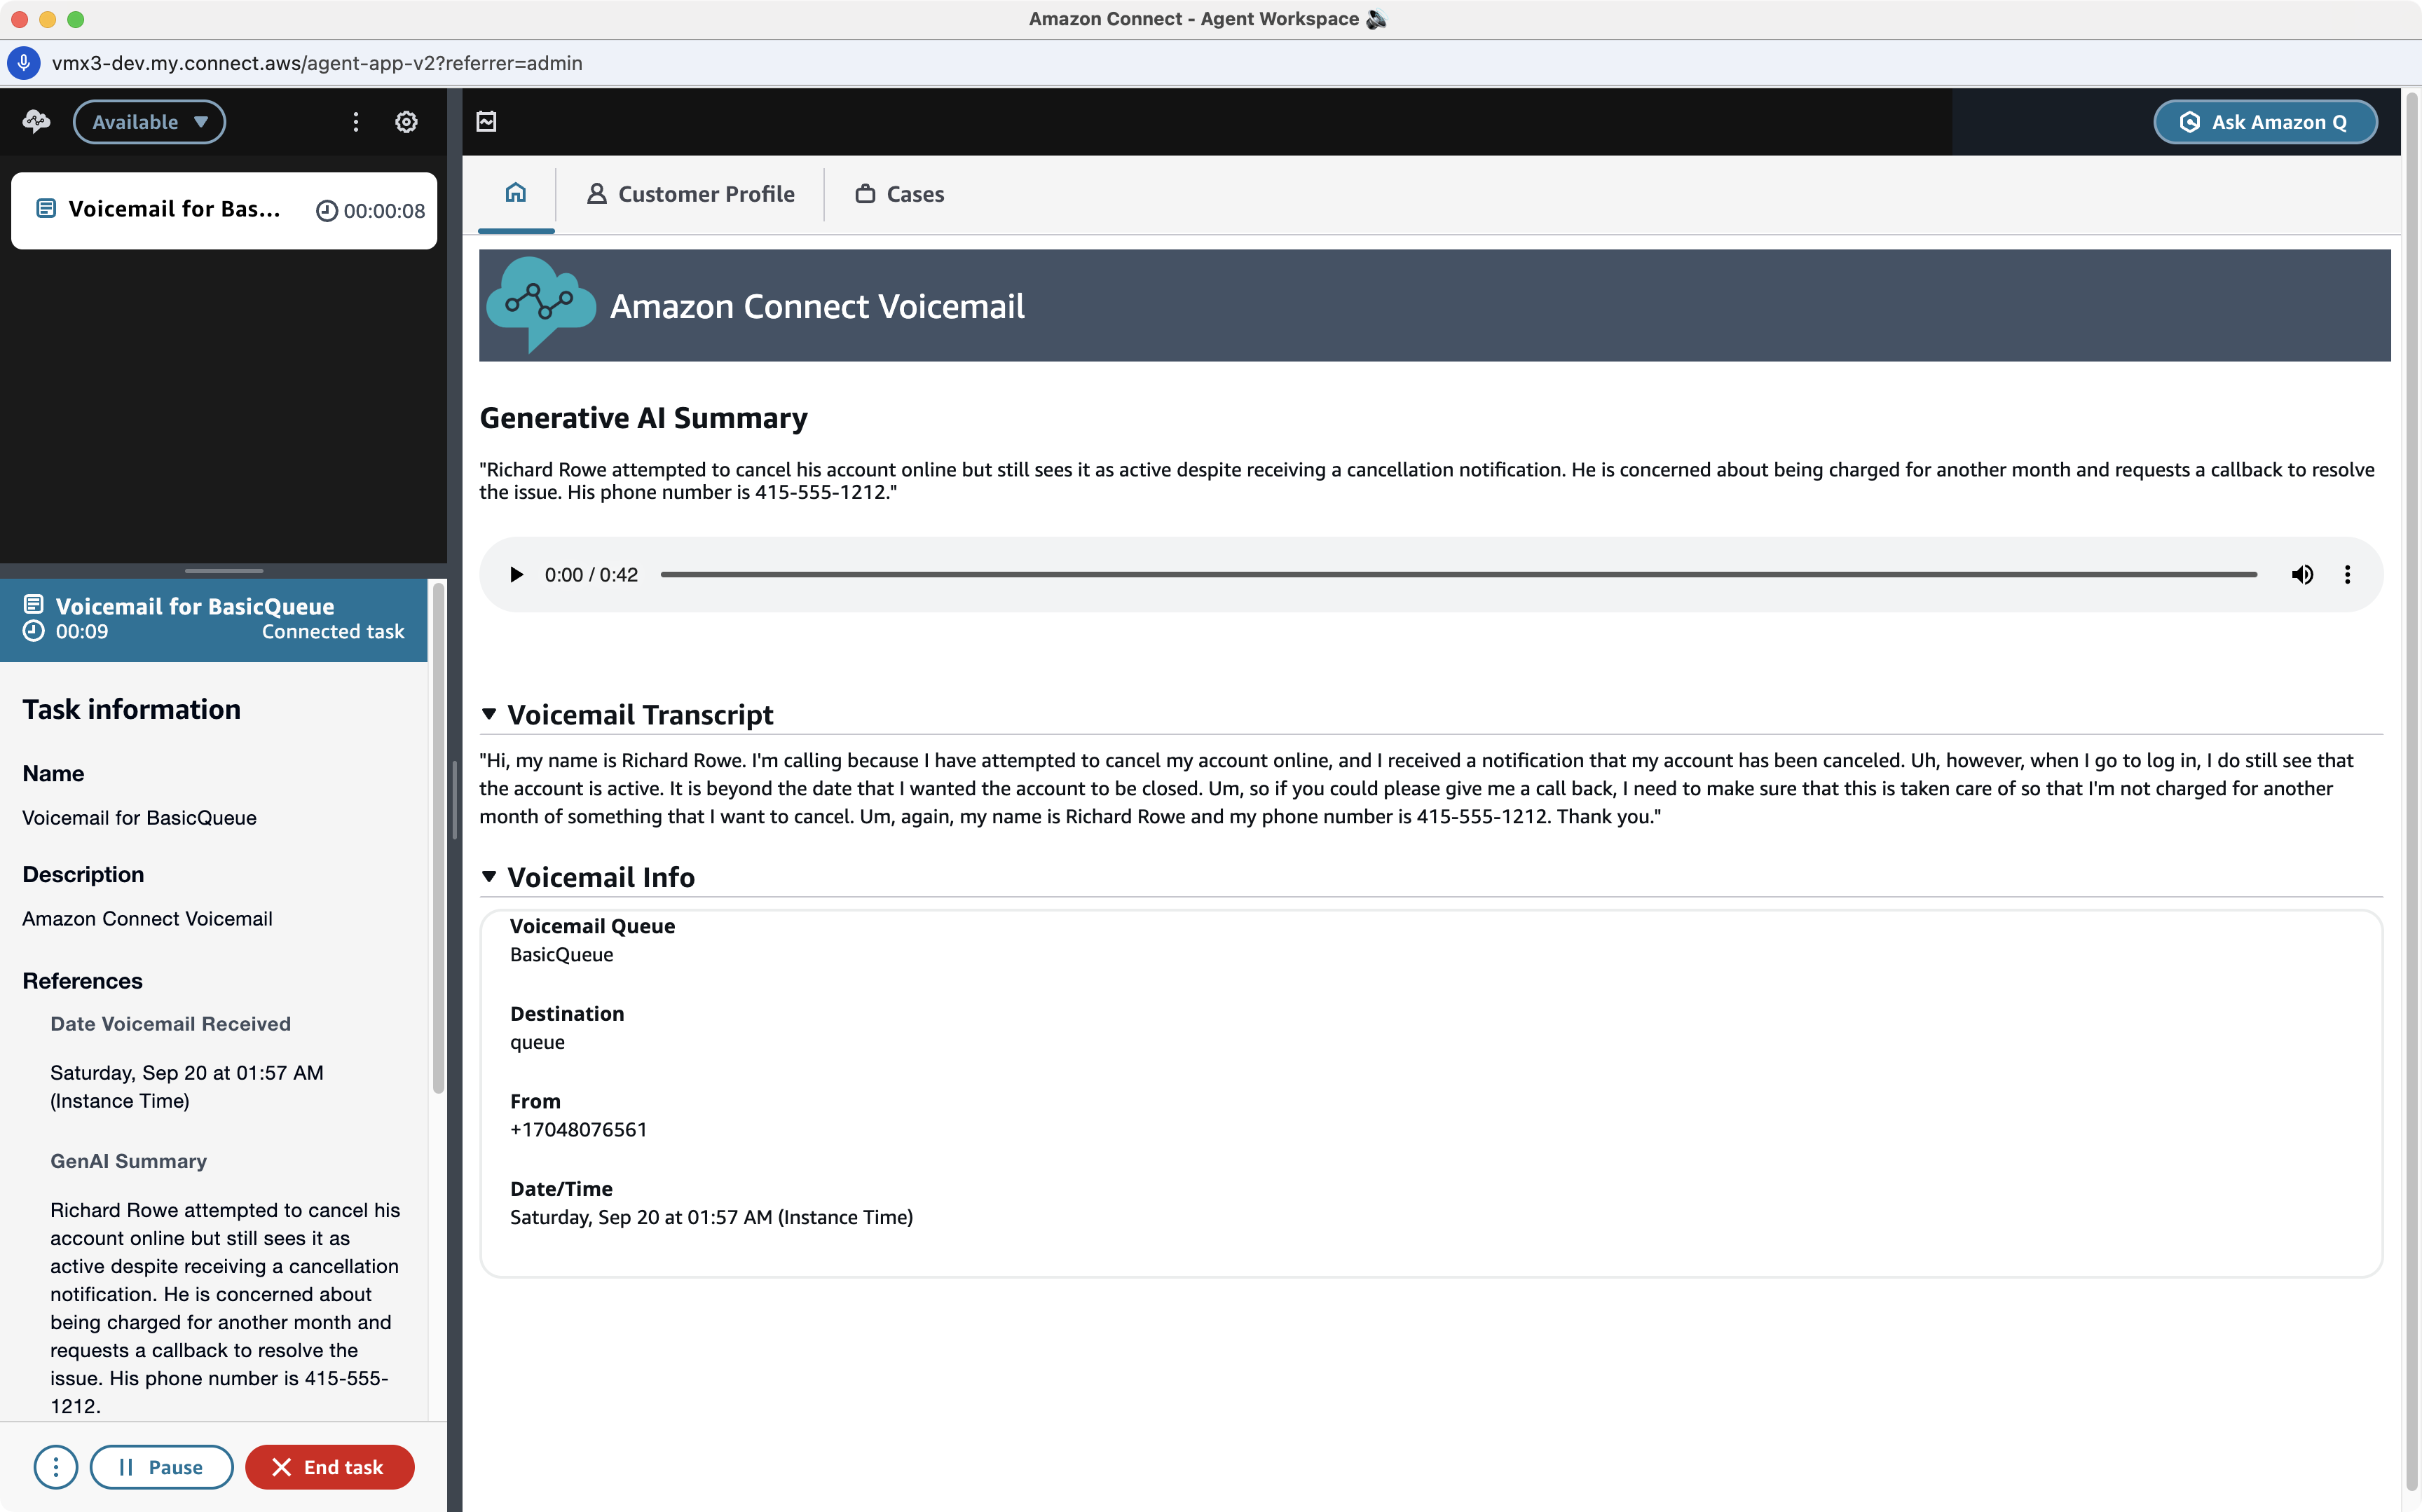 Amazon Connect - Agent Workspace
vmx3-dev.my.connect.aws/agent-app-v2?referrer=admin
Available
Ask Amazon Q
Voicemail for Bas...
00:00:08
Customer Profile
Cases
Amazon Connect Voicemail
Generative AI Summary
"Richard Rowe attempted to cancel his account online but still sees it as active despite receiving a cancellation notification. He is concerned about being charged for another month and requests a callback to resolve
the issue. His phone number is 415-555-1212."
0:00 / 0:42
Voicemail Transcript
"Hi, my name is Richard Rowe. I'm calling because I have attempted to cancel my account online, and I received a notification that my account has been canceled. Uh, however, when I go to log in, I do still see that
the account is active. It is beyond the date that I wanted the account to be closed. Um, so if you could please give me a call back, I need to make sure that this is taken care of so that I'm not charged for another
month of something that I want to cancel. Um, again, my name is Richard Rowe and my phone number is 415-555-1212. Thank you."
Voicemail Info
Voicemail Queue
BasicQueue
Destination
queue
From
+17048076561
Date/Time
Saturday, Sep 20 at 01:57 AM (Instance Time)
Voicemail for BasicQueue
00:09
Connected task
Task information
Name
Voicemail for BasicQueue
Description
Amazon Connect Voicemail
References
Date Voicemail Received
Saturday, Sep 20 at 01:57 AM
(Instance Time)
GenAI Summary
Richard Rowe attempted to cancel his
account online but still sees it as
active despite receiving a cancellation
notification. He is concerned about
being charged for another month and
requests a callback to resolve the
issue. His phone number is 415-555-
1212.
Pause
End task